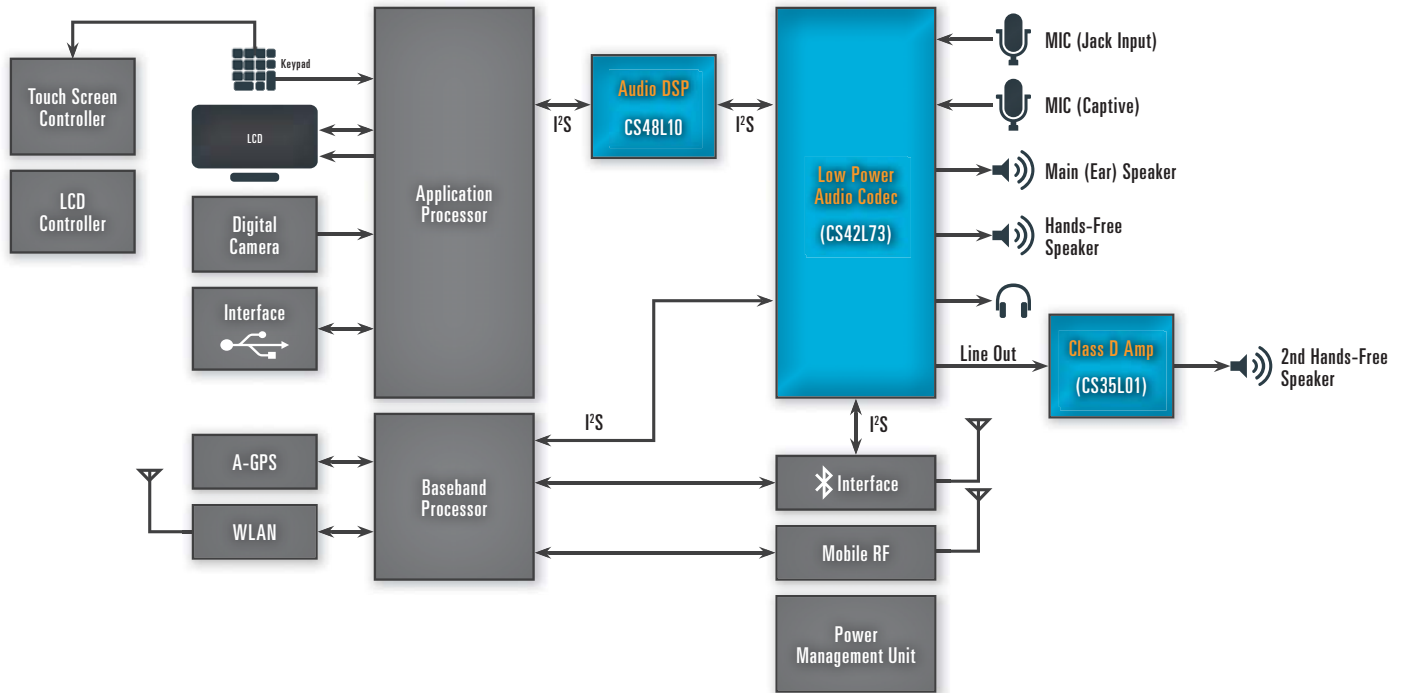 Touch Screen
Controller
LCD
Controller
Keypad
LCD
Digital
Camera
Interface
A-GPS
WLAN
Application
Processor
Baseband
Processor
I²S
Audio DSP
CS48L10
I²S
I²S
Low Power
Audio Codec
(CS42L73)
MIC (Jack Input)
MIC (Captive)
Main (Ear) Speaker
Hands-Free
Speaker
Line Out
Class D Amp
(CS35L01)
2nd Hands-Free
Speaker
I²S
Interface
Mobile RF
Power
Management Unit